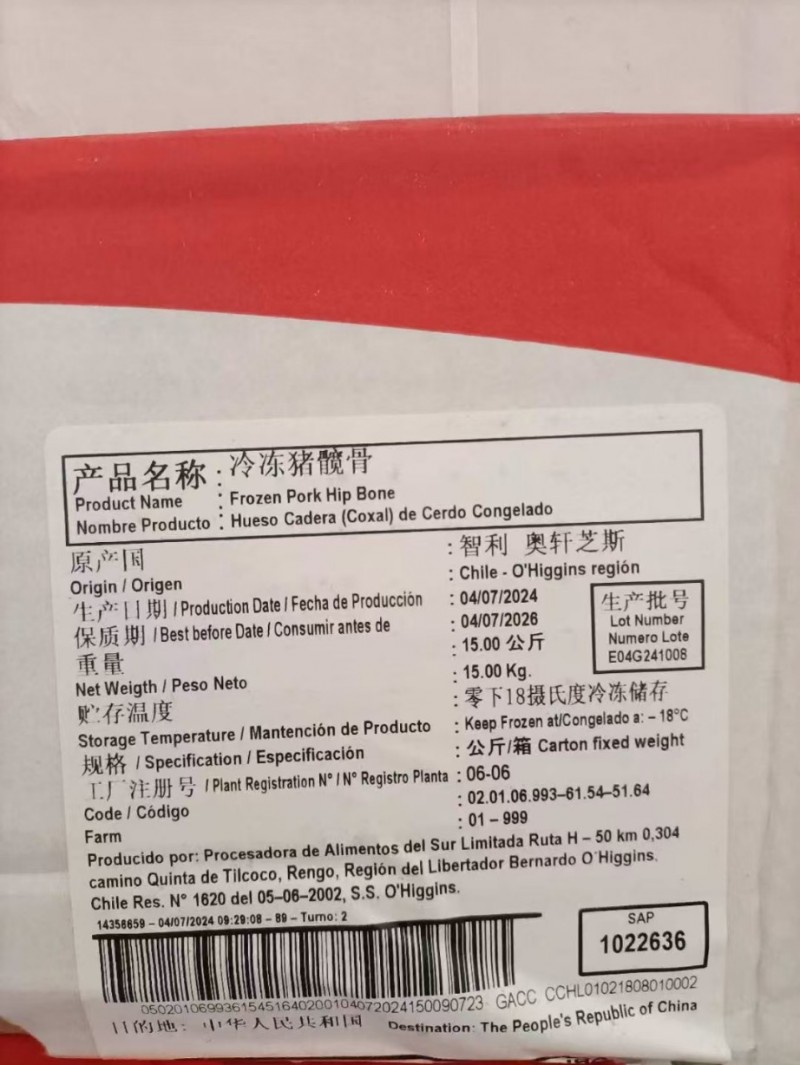 产品名称 : 冷冻猪髋骨
Product Name : Frozen Pork Hip Bone
Nombre Producto : Hueso Cadera (Coxal) de Cerdo Congelado
原产国 : 智利 奥轩芝斯
Origin / Origen : Chile - O'Higgins región
生产日期 / Production Date / Fecha de Producción : 04/07/2024
保质期 / Best before Date / Consumir antes de : 04/07/2026
生产批号
Lot Number
Numero Lote
E04G241008
重量 : 15.00 公斤
Net Weigth / Peso Neto : 15.00 Kg.
贮存温度 : 零下18摄氏度冷冻储存
Storage Temperature / Mantención de Producto : Keep Frozen at/Congelado a: – 18°C
规格 / Specification / Especificación : 公斤/箱 Carton fixed weight
工厂注册号 / Plant Registration N° / N° Registro Planta : 06-06
Code / Código : 02.01.06.993–61.54–51.64
Farm : 01 – 999
Producido por: Procesadora de Alimentos del Sur Limitada Ruta H – 50 km 0,304
camino Quinta de Tilcoco, Rengo, Región del Libertador Bernardo O'Higgins.
Chile Res. N° 1620 del 05–06–2002, S.S. O'Higgins.
14356659 – 04/07/2024 09:29:08 – 89 – Turno: 2
SAP
1022636
05020106993615451640200104072024150090723 GACC CCHL01021808010002
目的地: 中华人民共和国 Destination: The People's Republic of China